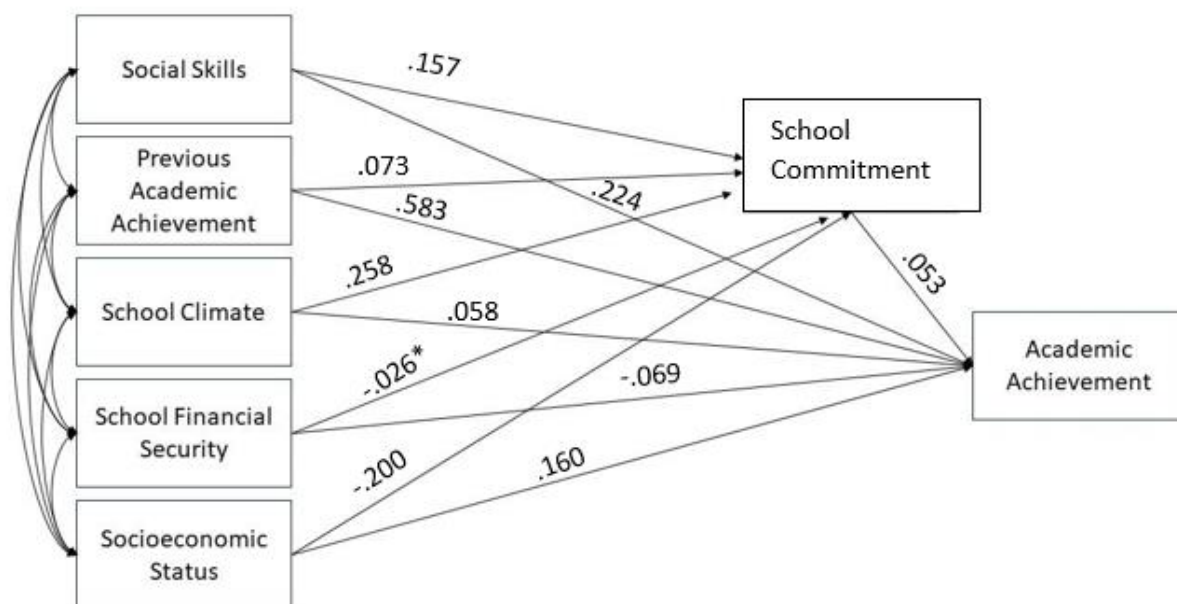 Social Skills
.157
School
Commitment
Previous
Academic
Achievement
.073
.224
.583
.258
.053
School Climate
.058
Academic
Achievement
-.026*
-.069
School Financial
Security
-.200
.160
Socioeconomic
Status